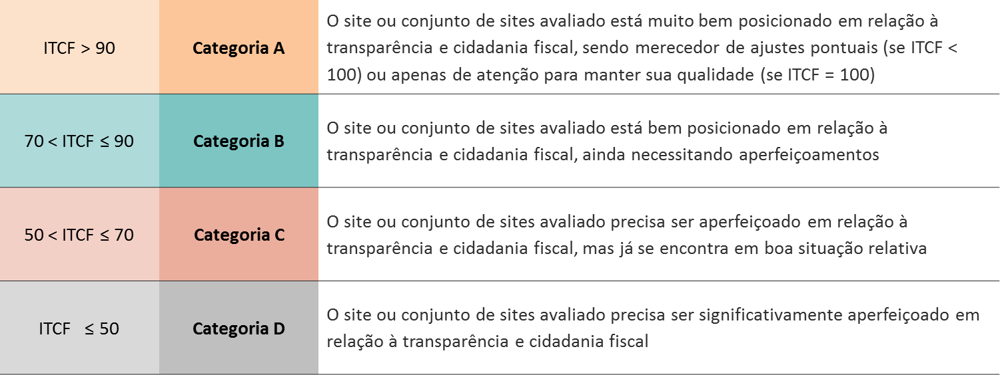 ITCF > 90
Categoria A
O site ou conjunto de sites avaliado está muito bem posicionado em relação à
transparência e cidadania fiscal, sendo merecedor de ajustes pontuais (se ITCF <
100) ou apenas de atenção para manter sua qualidade (se ITCF = 100)
70 < ITCF ≤ 90
Categoria B
O site ou conjunto de sites avaliado está bem posicionado em relação à
transparência e cidadania fiscal, ainda necessitando aperfeiçoamentos
50 < ITCF ≤ 70
Categoria C
O site ou conjunto de sites avaliado precisa ser aperfeiçoado em relação à
transparência e cidadania fiscal, mas já se encontra em boa situação relativa
ITCF ≤ 50
Categoria D
O site ou conjunto de sites avaliado precisa ser significativamente aperfeiçoado em
relação à transparência e cidadania fiscal